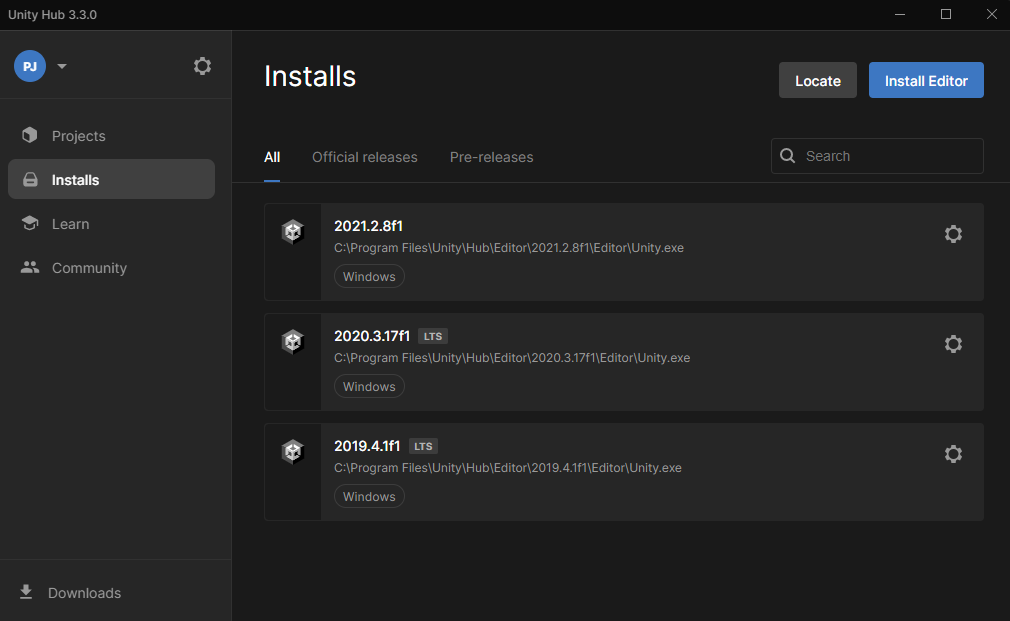 Unity Hub 3.3.0
PJ
Projects
Installs
Learn
Community
Downloads
Installs
Locate
Install Editor
All
Official releases
Pre-releases
Search
2021.2.8f1
C:\Program Files\Unity\Hub\Editor\2021.2.8f1\Editor\Unity.exe
Windows
2020.3.17f1 LTS
C:\Program Files\Unity\Hub\Editor\2020.3.17f1\Editor\Unity.exe
Windows
2019.4.1f1 LTS
C:\Program Files\Unity\Hub\Editor\2019.4.1f1\Editor\Unity.exe
Windows